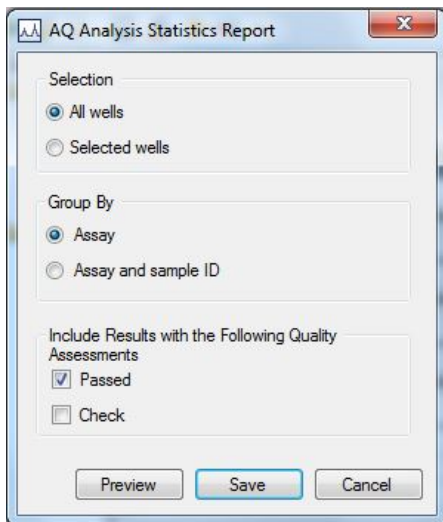 AQ Analysis Statistics Report
Selection
All wells
Selected wells
Group By
Assay
Assay and sample ID
Include Results with the Following Quality
Assessments
Passed
Check
Preview Save Cancel